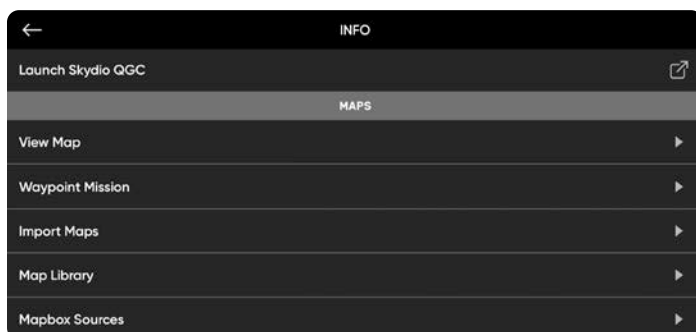 INFO
Launch Skydio QGC
MAPS
View Map
Waypoint Mission
Import Maps
Map Library
Mapbox Sources